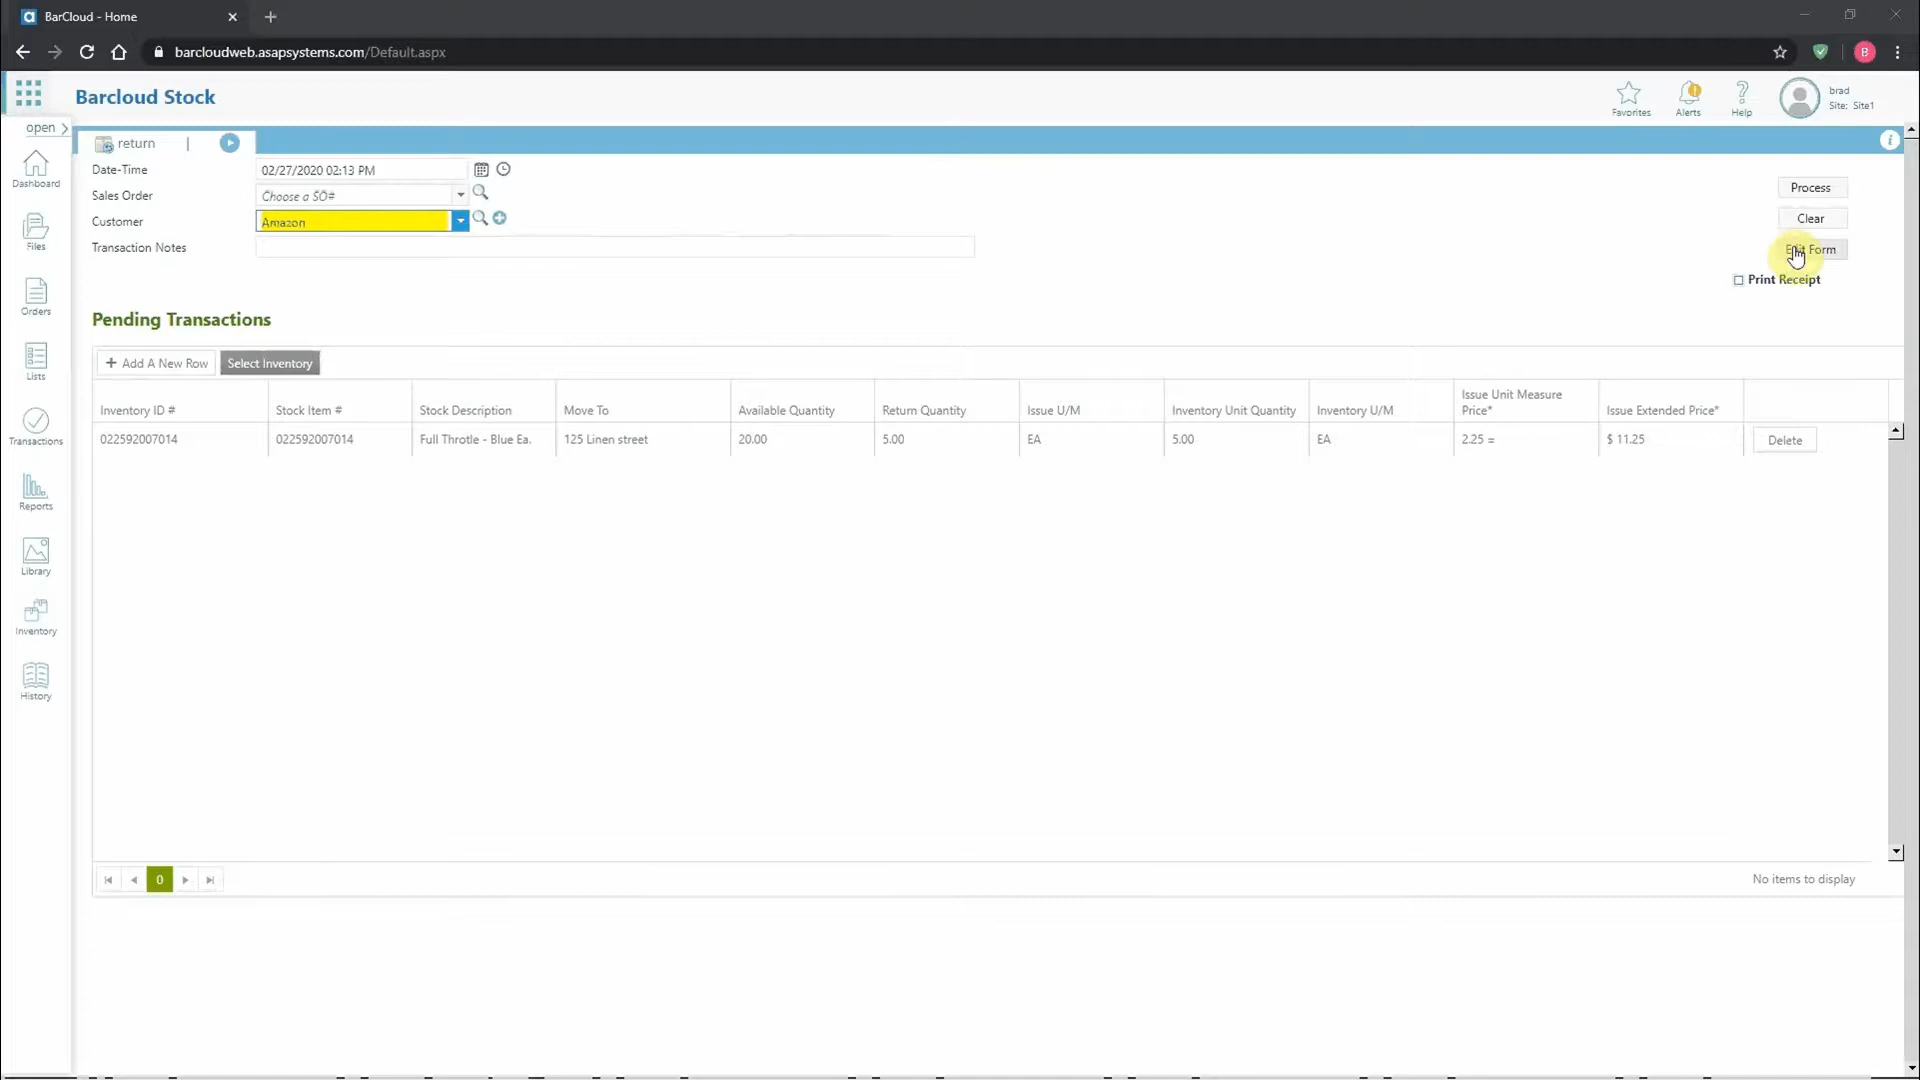 BarCloud - Home
barcloudweb.asapsystems.com/Default.aspx
B
Barcloud Stock
Favorites
Alerts
Help
brad
Site: Site1
open
return |
Date-Time
02/27/2020 02:13 PM
Sales Order
Choose a SO#
Customer
Amazon
Transaction Notes
Process
Clear
Edit Form
Print Receipt
Dashboard
Files
Orders
Lists
Transactions
Reports
Library
Inventory
History
Pending Transactions
+ Add A New Row
Select Inventory
Inventory ID #
Stock Item #
Stock Description
Move To
Available Quantity
Return Quantity
Issue U/M
Inventory Unit Quantity
Inventory U/M
Issue Unit Measure
Price*
Issue Extended Price*
022592007014
022592007014
Full Throtle - Blue Ea.
125 Linen street
20.00
5.00
EA
5.00
EA
2.25 =
$ 11.25
Delete
0
No items to display